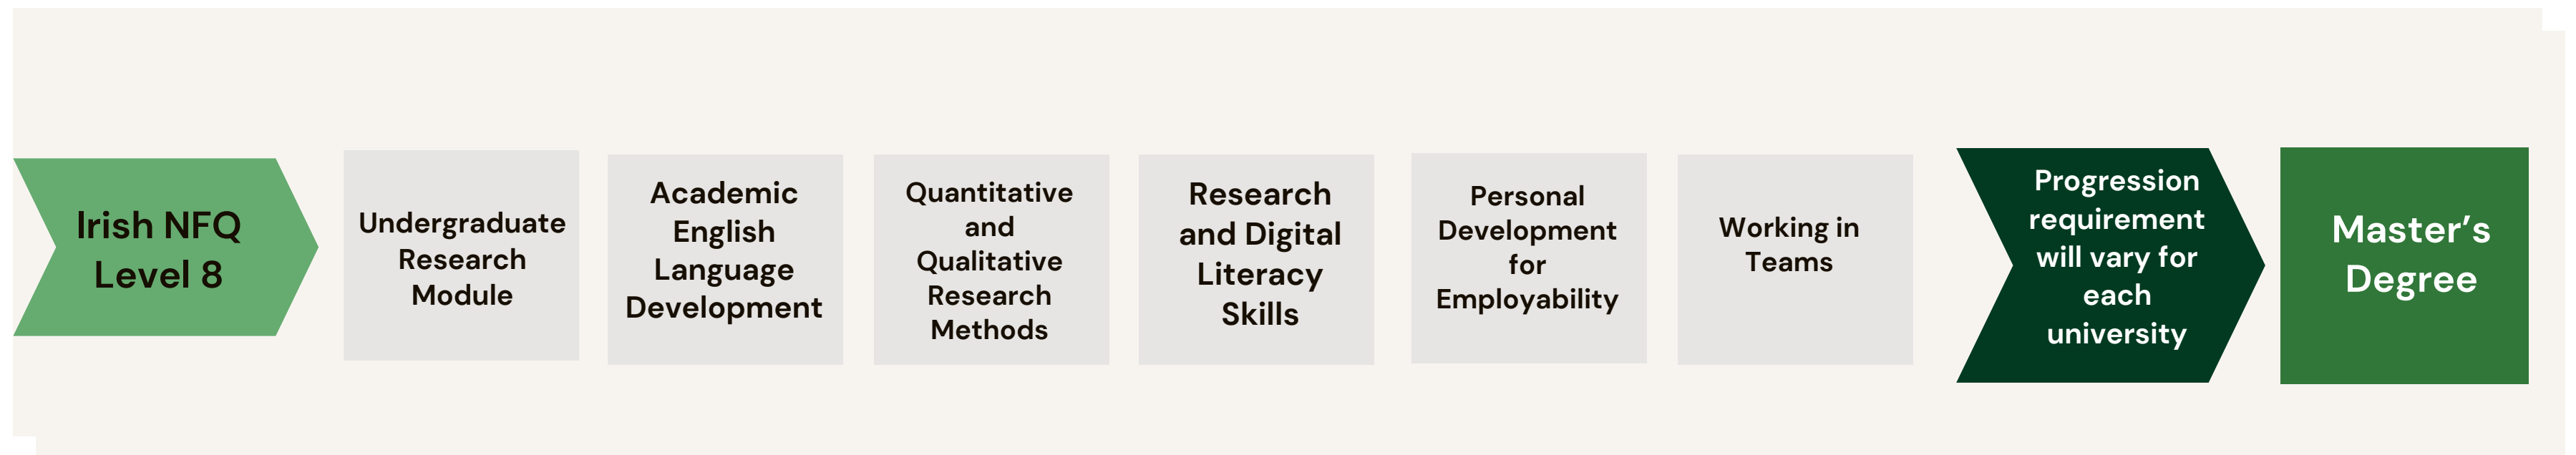 Irish NFQ
Level 8
Undergraduate
Research
Module
Academic
English
Language
Development
Quantitative
and
Qualitative
Research
Methods
Research
and Digital
Literacy
Skills
Personal
Development
for
Employability
Working in
Teams
Progression
requirement
will vary for
each
university
Master’s
Degree